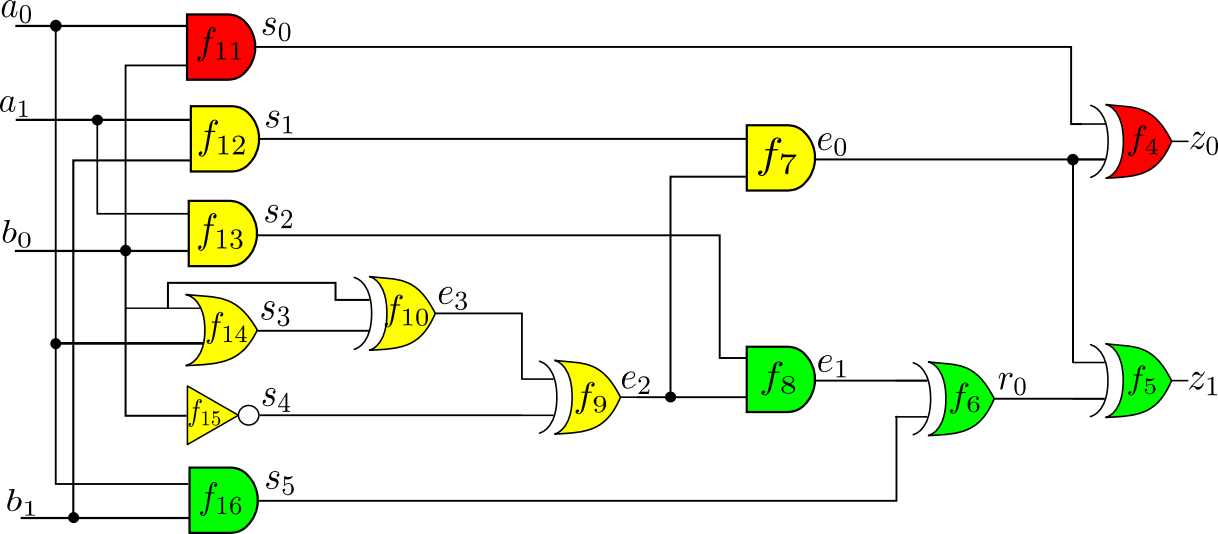 a₀
f₁₁ s₀
a₁
f₁₂ s₁
f₇ e₀
f₄ z₀
b₀
f₁₃ s₂
f₁₄ s₃
f₁₀ e₃
f₁₅ s₄
f₉ e₂
f₈ e₁
f₆ r₀
f₅ z₁
b₁
f₁₆ s₅